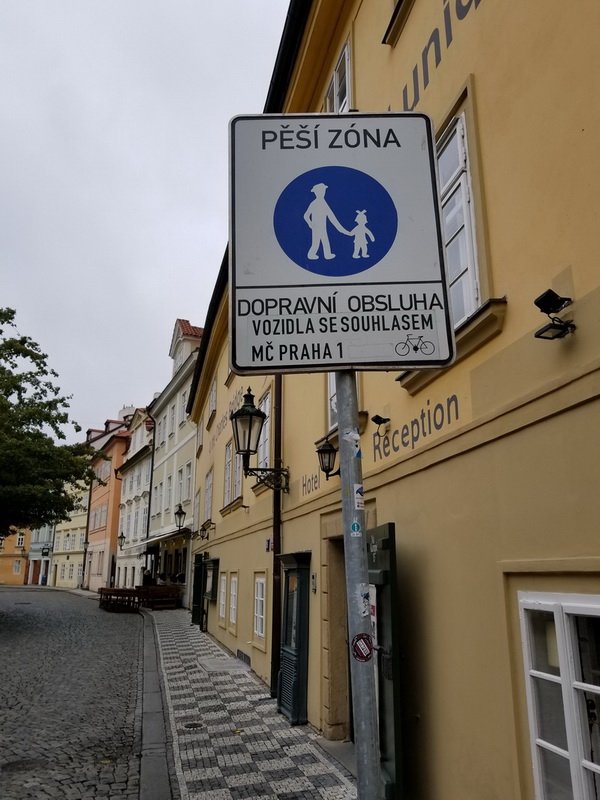 PĚŠÍ ZÓNA
DOPRAVNÍ OBSLUHA
VOZIDLA SE SOUHLASEM
MČ PRAHA 1
Hotel Reception